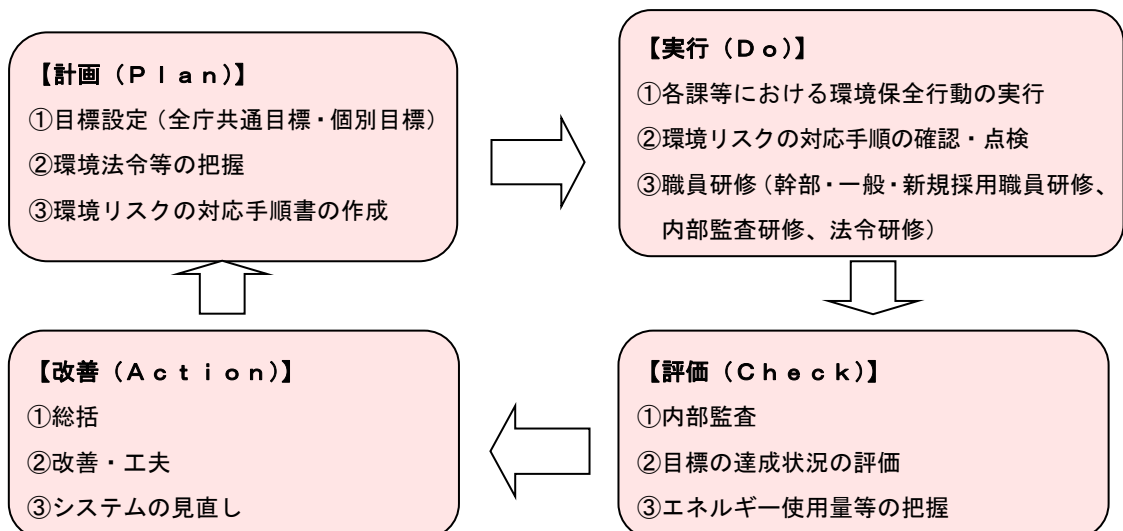 【計画（Ｐｌａｎ）】
①目標設定（全庁共通目標・個別目標）
②環境法令等の把握
③環境リスクの対応手順書の作成
【実行（Ｄｏ）】
①各課等における環境保全行動の実行
②環境リスクの対応手順の確認・点検
③職員研修（幹部・一般・新規採用職員研修、
内部監査研修、法令研修）
【評価（Ｃｈｅｃｋ）】
①内部監査
②目標の達成状況の評価
③エネルギー使用量等の把握
【改善（Ａｃｔｉｏｎ）】
①総括
②改善・工夫
③システムの見直し